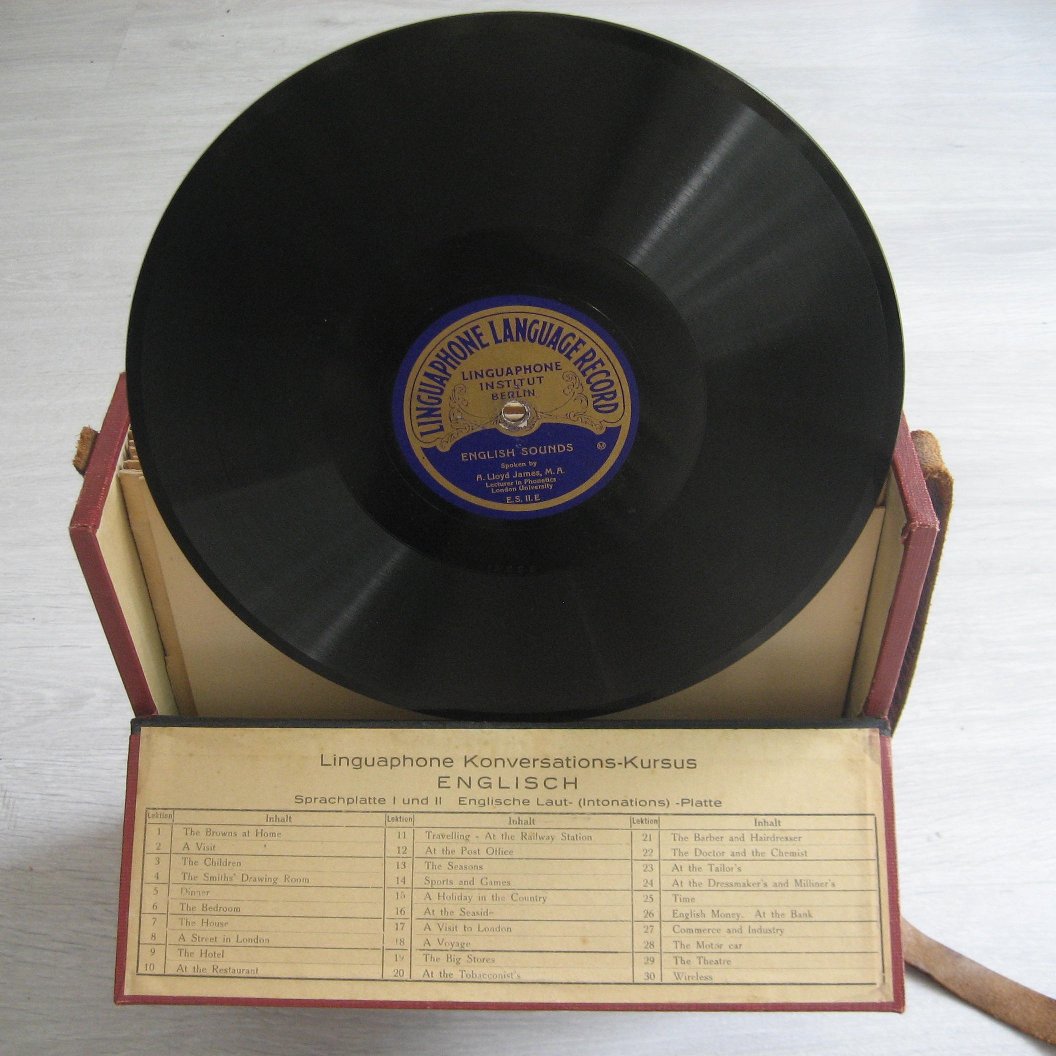 LINGUAPHONE LANGUAGE RECORD
LINGUAPHONE
INSTITUT
BERLIN
ENGLISH SOUNDS
Spoken by
A. Lloyd James, M.A.
Lecturer in Phonetics
London University
E.S. II.E
Linguaphone Konversations-Kursus
ENGLISCH
Sprachplatte I und II Englische Laut- (Intonations) -Platte
Lektion Inhalt Lektion Inhalt Lektion Inhalt
1 The Browns at Home
2 A Visit
3 The Children
4 The Smiths' Drawing Room
5 Dinner
6 The Bedroom
7 The House
8 A Street in London
9 The Hotel
10 At the Restaurant
11 Travelling - At the Railway Station
12 At the Post Office
13 The Seasons
14 Sports and Games
15 A Holiday in the Country
16 At the Seaside
17 A Visit to London
18 A Voyage
19 The Big Stores
20 At the Tobacconist's
21 The Barber and Hairdresser
22 The Doctor and the Chemist
23 At the Tailor's
24 At the Dressmaker's and Milliner's
25 Time
26 English Money. At the Bank
27 Commerce and Industry
28 The Motor car
29 The Theatre
30 Wireless